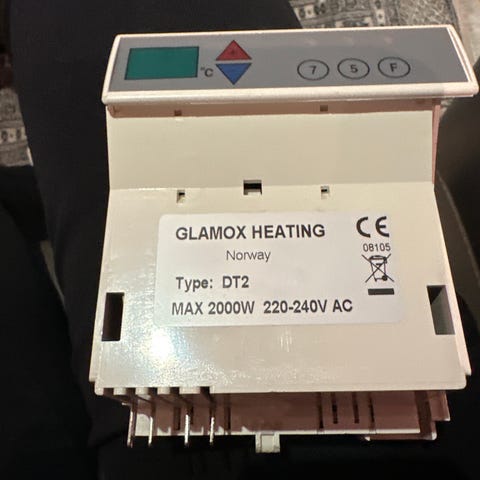 °C + 7 5 F
GLAMOX HEATING
Norway
CE
08105
Type: DT2
MAX 2000W 220-240V AC